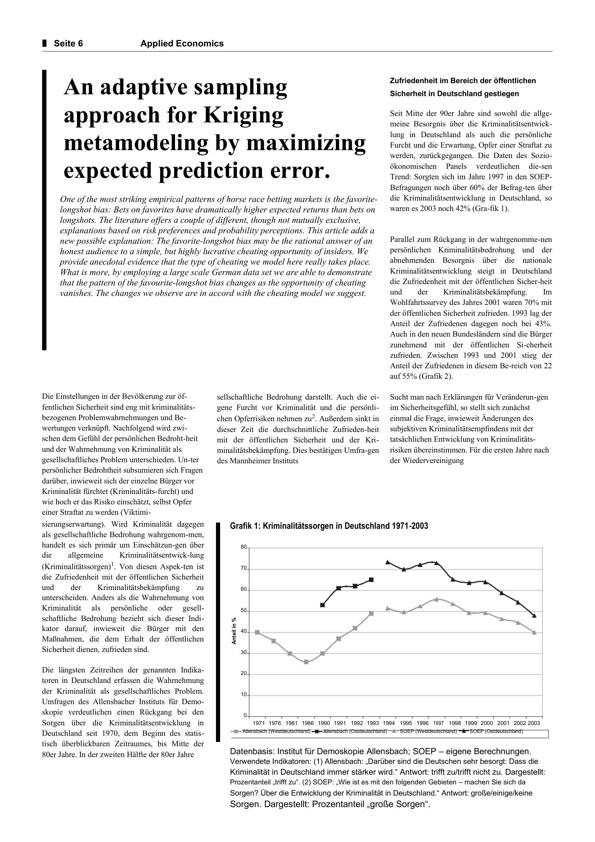 Seite 6 Applied Economics
An adaptive sampling
approach for Kriging
metamodeling by maximizing
expected prediction error.
One of the most striking empirical patterns of horse race betting markets is the favorite-
longshot bias: Bets on favorites have dramatically higher expected returns than bets on
longshots. The literature offers a couple of different, though not mutually exclusive,
explanations based on risk preferences and probability perceptions. This article adds a
new possible explanation: The favorite-longshot bias may be the rational answer of an
honest audience to a simple, but highly lucrative cheating opportunity of insiders. We
provide anecdotal evidence that the type of cheating we model here really takes place.
What is more, by employing a large scale German data set we are able to demonstrate
that the pattern of the favourite-longshot bias changes as the opportunity of cheating
vanishes. The changes we observe are in accord with the cheating model we suggest.
Zufriedenheit im Bereich der öffentlichen
Sicherheit in Deutschland gestiegen
Seit Mitte der 90er Jahre sind sowohl die allge-
meine Besorgnis über die Kriminalitätsentwick-
lung in Deutschland als auch die persönliche
Furcht und die Erwartung, Opfer einer Straftat zu
werden, zurückgegangen. Die Daten des Sozio-
ökonomischen Panels verdeutlichen die-sen
Trend: Sorgten sich im Jahre 1997 in den SOEP-
Befragungen noch über 60% der Befrag-ten über
die Kriminalitätsentwicklung in Deutschland, so
waren es 2003 noch 42% (Gra-fik 1).
Parallel zum Rückgang in der wahrgenomme-nen
persönlichen Kriminalitätsbedrohung und der
abnehmenden Besorgnis über die nationale
Kriminalitätsentwicklung steigt in Deutschland
die Zufriedenheit mit der öffentlichen Sicher-heit
und der Kriminalitätsbekämpfung. Im
Wohlfahrtssurvey des Jahres 2001 waren 70% mit
der öffentlichen Sicherheit zufrieden. 1993 lag der
Anteil der Zufriedenen dagegen noch bei 43%.
Auch in den neuen Bundesländern sind die Bürger
zunehmend mit der öffentlichen Si-cherheit
zufrieden. Zwischen 1993 und 2001 stieg der
Anteil der Zufriedenen in diesem Be-reich von 22
auf 55% (Grafik 2).
Die Einstellungen in der Bevölkerung zur öf-
fentlichen Sicherheit sind eng mit kriminalitäts-
bezogenen Problemwahrnehmungen und Be-
wertungen verknüpft. Nachfolgend wird zwi-
schen dem Gefühl der persönlichen Bedroht-heit
und der Wahrnehmung von Kriminalität als
gesellschaftliches Problem unterschieden. Un-ter
persönlicher Bedrohtheit subsumieren sich Fragen
darüber, inwieweit sich der einzelne Bürger vor
Kriminalität fürchtet (Kriminalitäts-furcht) und
wie hoch er das Risiko einschätzt, selbst Opfer
einer Straftat zu werden (Viktimi-
sierungserwartung). Wird Kriminalität dagegen
als gesellschaftliche Bedrohung wahrgenom-men,
handelt es sich primär um Einschätzun-gen über
die allgemeine Kriminalitätsentwick-lung
(Kriminalitätssorgen)1. Von diesen Aspek-ten ist
die Zufriedenheit mit der öffentlichen Sicherheit
und der Kriminalitätsbekämpfung zu
unterscheiden. Anders als die Wahrnehmung von
Kriminalität als persönliche oder gesell-
schaftliche Bedrohung bezieht sich dieser Indi-
kator darauf, inwieweit die Bürger mit den
Maßnahmen, die dem Erhalt der öffentlichen
Sicherheit dienen, zufrieden sind.
Die längsten Zeitreihen der genannten Indika-
toren in Deutschland erfassen die Wahrnehmung
der Kriminalität als gesellschaftliches Problem.
Umfragen des Allensbacher Instituts für Demo-
skopie verdeutlichen einen Rückgang bei den
Sorgen über die Kriminalitätsentwicklung in
Deutschland seit 1970, dem Beginn des statis-
tisch überblickbaren Zeitraumes, bis Mitte der
80er Jahre. In der zweiten Hälfte der 80er Jahre
sellschaftliche Bedrohung darstellt. Auch die ei-
gene Furcht vor Kriminalität und die persönli-
chen Opferrisiken nehmen zu2. Außerdem sinkt in
dieser Zeit die durchschnittliche Zufrieden-heit
mit der öffentlichen Sicherheit und der Kri-
minalitätsbekämpfung. Dies bestätigen Umfra-gen
des Mannheimer Instituts
Sucht man nach Erklärungen für Veränderun-gen
im Sicherheitsgefühl, so stellt sich zunächst
einmal die Frage, inwieweit Änderungen des
subjektiven Kriminalitätsempfindens mit der
tatsächlichen Entwicklung von Kriminalitäts-
risiken übereinstimmen. Für die ersten Jahre nach
der Wiedervereinigung
Grafik 1: Kriminalitätssorgen in Deutschland 1971-2003
Anteil in %
80
70
60
50
40
30
20
10
0
1971 1976 1981 1986 1990 1991 1992 1993 1994 1995 1996 1997 1998 1999 2000 2001 2002 2003
Allensbach (Westdeutschland) Allensbach (Ostdeutschland) SOEP (Westdeutschland) SOEP (Ostdeutschland)
Datenbasis: Institut für Demoskopie Allensbach; SOEP – eigene Berechnungen.
Verwendete Indikatoren: (1) Allensbach: „Darüber sind die Deutschen sehr besorgt: Dass die
Kriminalität in Deutschland immer stärker wird.“ Antwort: trifft zu/trifft nicht zu. Dargestellt:
Prozentanteil „trifft zu“. (2) SOEP: „Wie ist es mit den folgenden Gebieten – machen Sie sich da
Sorgen? Über die Entwicklung der Kriminalität in Deutschland.“ Antwort: große/einige/keine
Sorgen. Dargestellt: Prozentanteil „große Sorgen“.